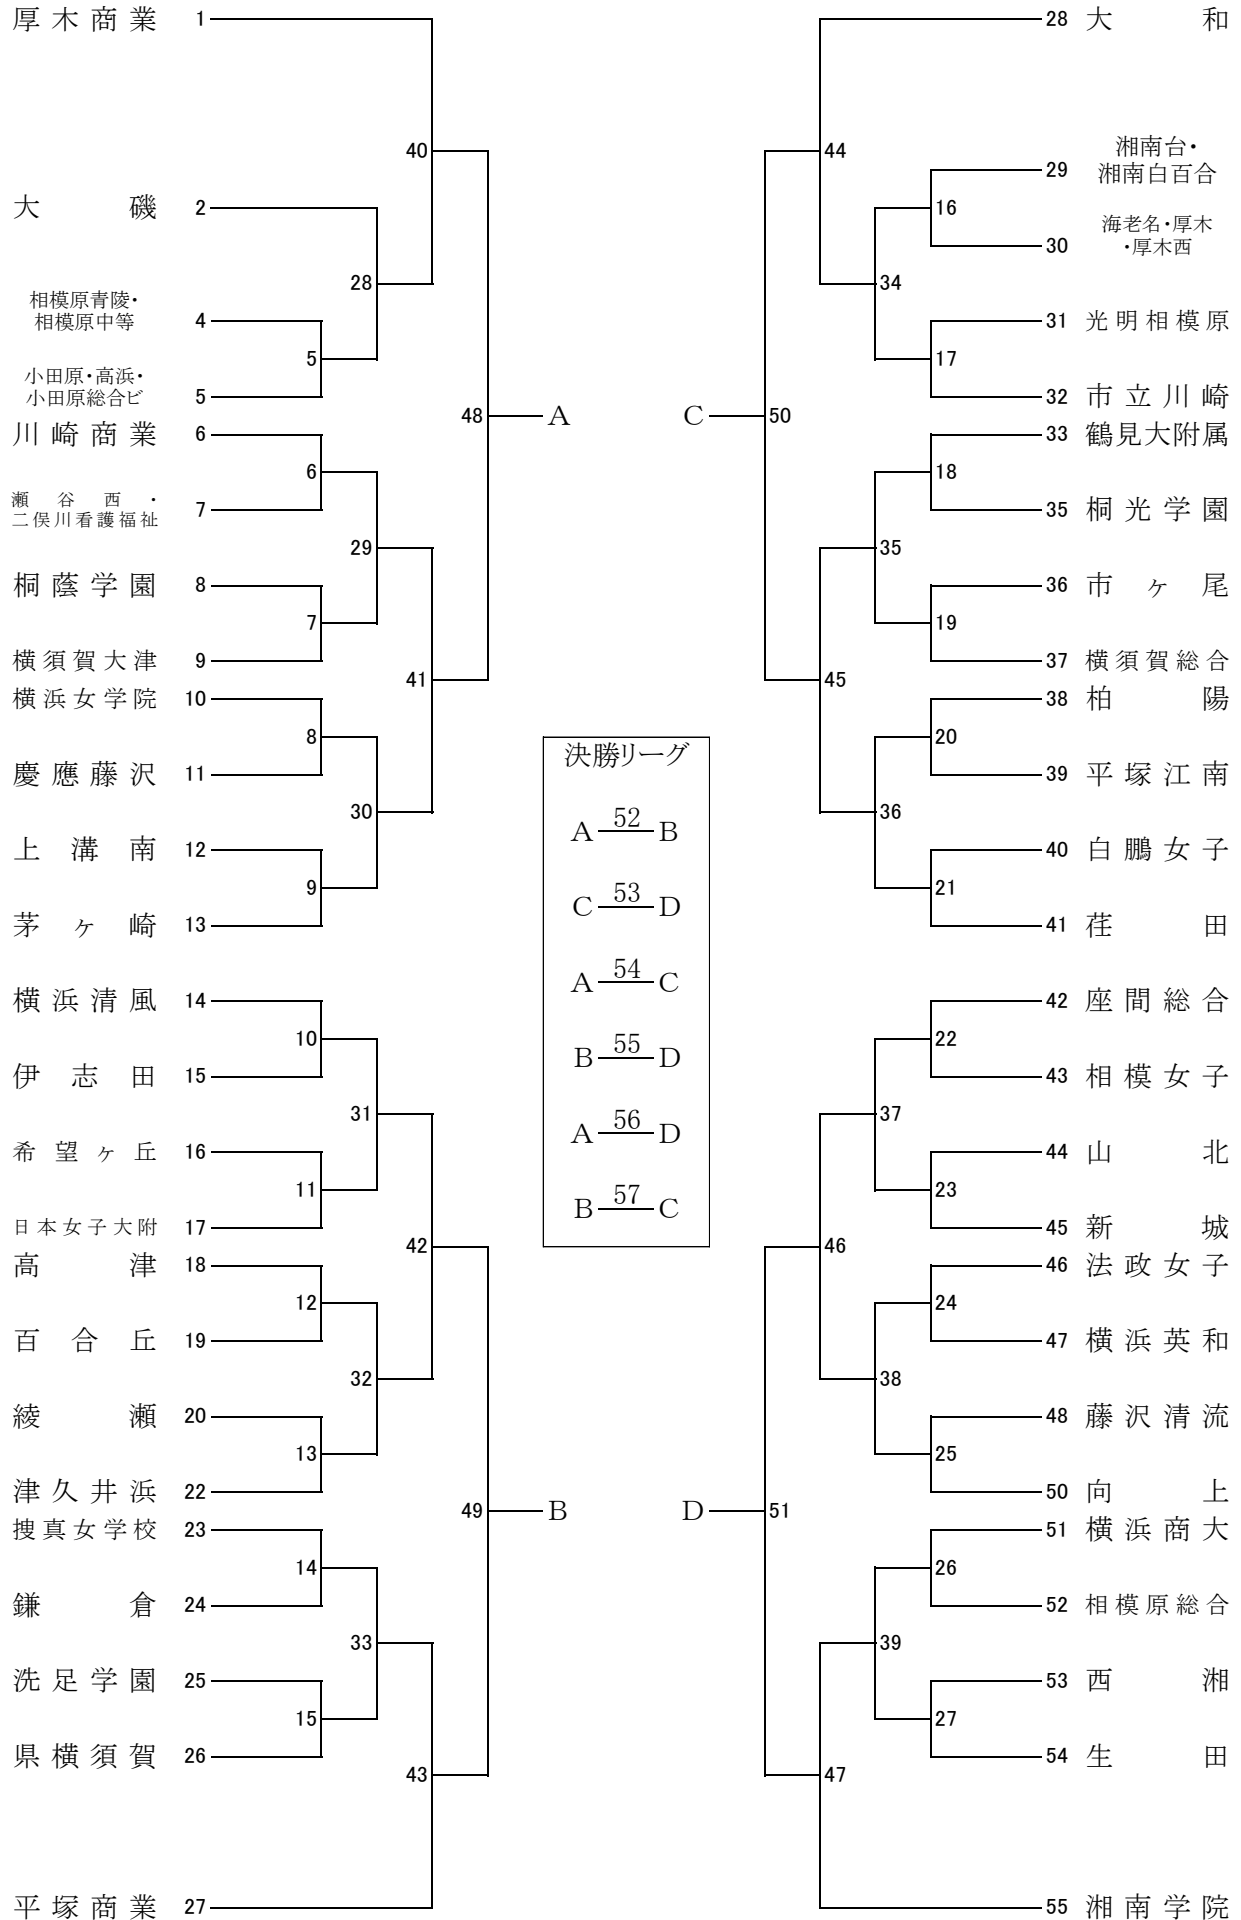 厚木商業 1
40
大磯 2
28
相模原青陵・
相模原中等 4
5
小田原・高浜・
小田原総合ビ 5
48 A
川崎商業 6
6
瀬谷西・
二俣川看護福祉 7
29
桐蔭学園 8
7
横須賀大津 9
41
横浜女学院 10
8
慶應藤沢 11
30
上溝南 12
9
茅ヶ崎 13
横浜清風 14
10
伊志田 15
31
希望ヶ丘 16
11
日本女子大附 17
42
高津 18
12
百合丘 19
32
綾瀬 20
13
津久井浜 22
49 B
捜真女学校 23
14
鎌倉 24
33
洗足学園 25
15
県横須賀 26
43
平塚商業 27
決勝リーグ
A 52 B
C 53 D
A 54 C
B 55 D
A 56 D
B 57 C
28 大和
44
湘南台・
29 湘南白百合
16
海老名・厚木
30 ・厚木西
34
31 光明相模原
17
32 市立川崎
C 50
33 鶴見大附属
18
35 桐光学園
35
36 市ヶ尾
19
37 横須賀総合
45
38 柏陽
20
39 平塚江南
36
40 白鵬女子
21
41 荏田
42 座間総合
22
43 相模女子
37
44 山北
23
45 新城
46
46 法政女子
24
47 横浜英和
38
48 藤沢清流
25
50 向上
D 51
51 横浜商大
26
52 相模原総合
39
53 西湘
27
54 生田
47
55 湘南学院